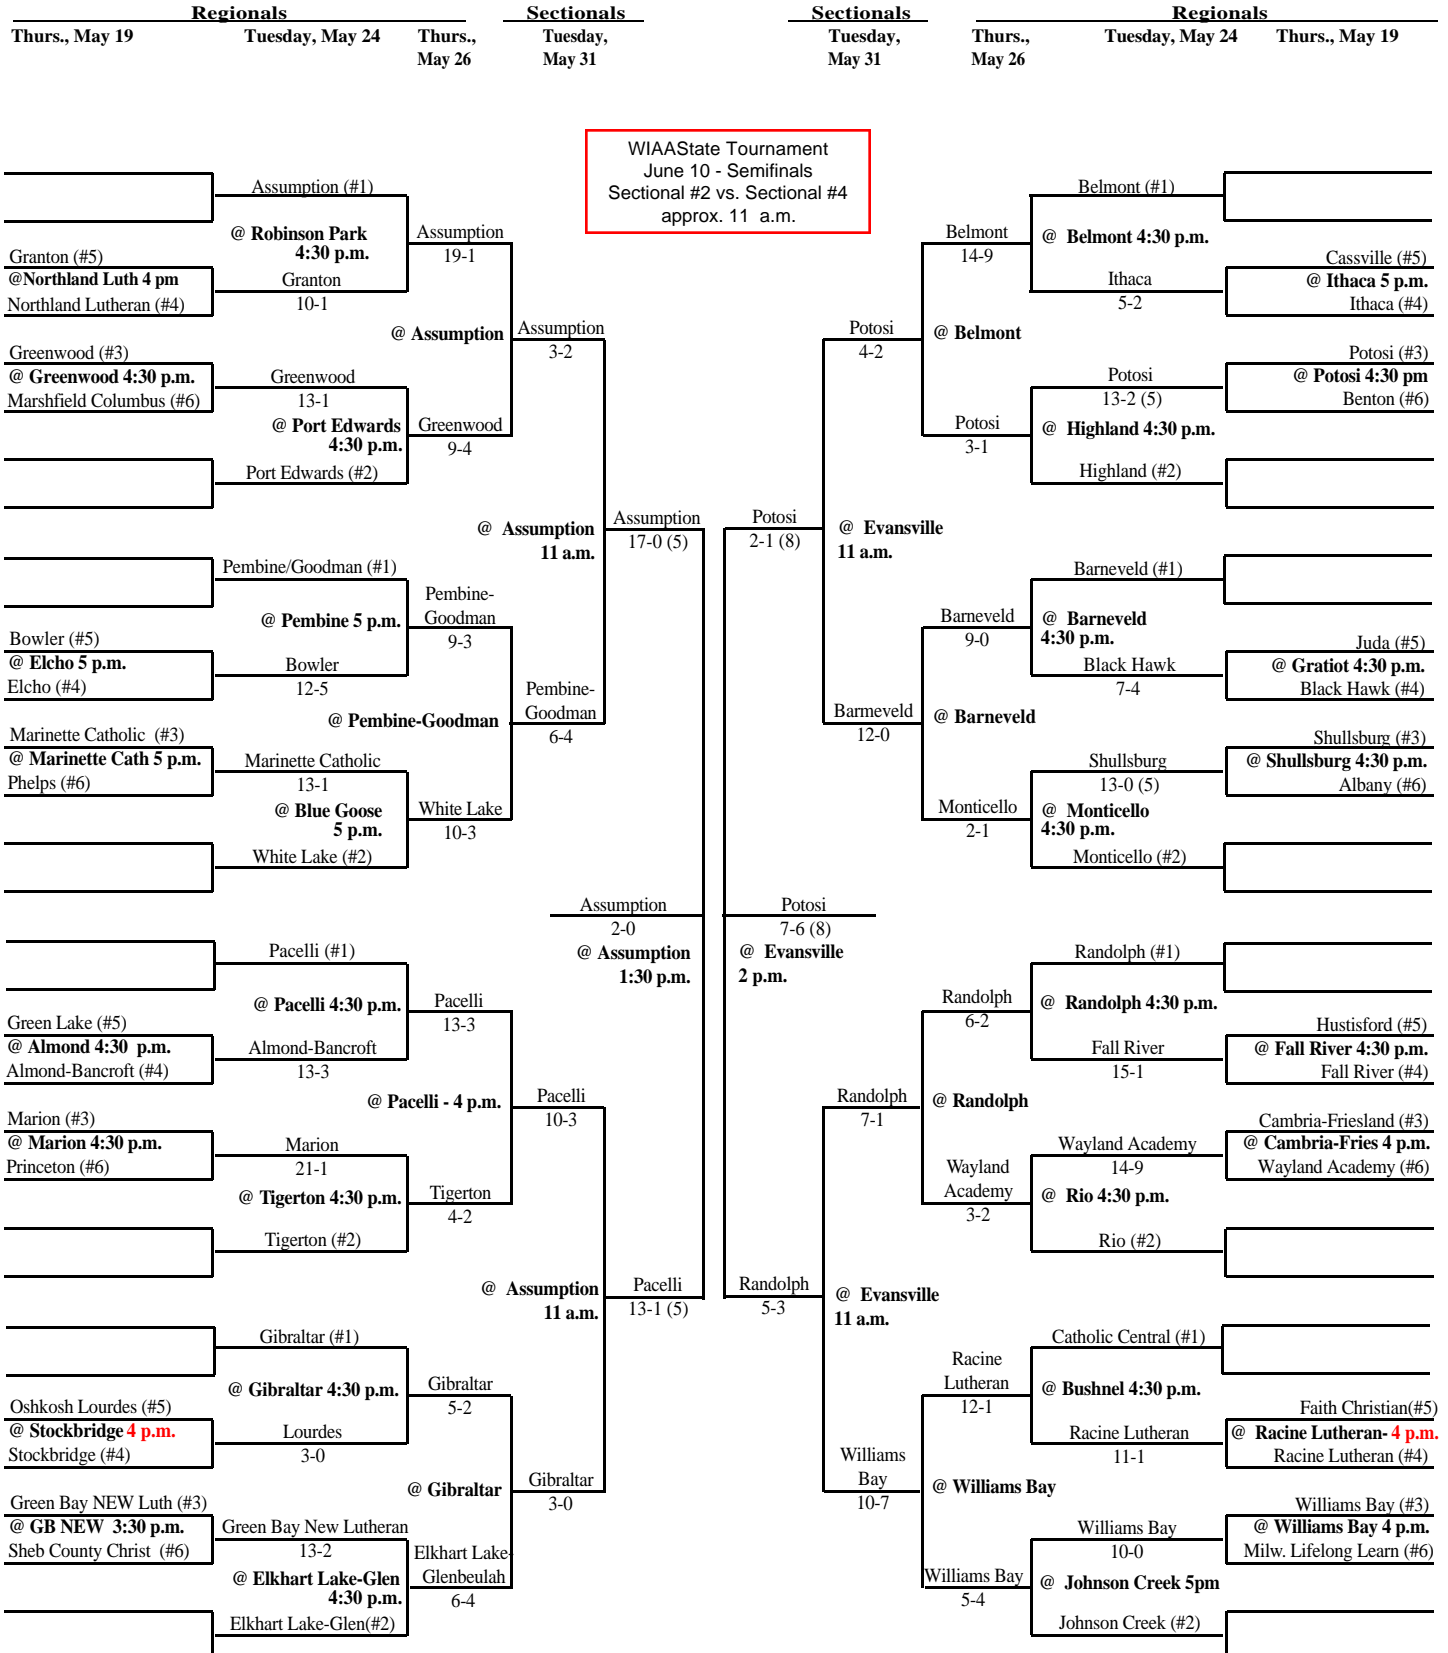 Regionals
Sectionals
Sectionals
Regionals
Thurs., May 19
Tuesday, May 24
Thurs.,
May 26
Tuesday,
May 31
Tuesday,
May 31
Thurs.,
May 26
Tuesday, May 24
Thurs., May 19
WIAAState Tournament
June 10 - Semifinals
Sectional #2 vs. Sectional #4
approx. 11 a.m.
Assumption (#1)
@ Robinson Park
4:30 p.m.
Granton (#5)
@Northland Luth 4 pm
Northland Lutheran (#4)
Granton
10-1
Assumption
19-1
@ Assumption
Assumption
3-2
Greenwood (#3)
@ Greenwood 4:30 p.m.
Marshfield Columbus (#6)
Greenwood
13-1
@ Port Edwards
4:30 p.m.
Port Edwards (#2)
Greenwood
9-4
@ Assumption
11 a.m.
Assumption
17-0 (5)
Pembine/Goodman (#1)
@ Pembine 5 p.m.
Bowler (#5)
@ Elcho 5 p.m.
Elcho (#4)
Bowler
12-5
Pembine-
Goodman
9-3
@ Pembine-Goodman
Pembine-
Goodman
6-4
Marinette Catholic (#3)
@ Marinette Cath 5 p.m.
Phelps (#6)
Marinette Catholic
13-1
@ Blue Goose
5 p.m.
White Lake (#2)
White Lake
10-3
Assumption
2-0
@ Assumption
1:30 p.m.
Pacelli (#1)
@ Pacelli 4:30 p.m.
Green Lake (#5)
@ Almond 4:30 p.m.
Almond-Bancroft (#4)
Almond-Bancroft
13-3
Pacelli
13-3
@ Pacelli - 4 p.m.
Pacelli
10-3
Marion (#3)
@ Marion 4:30 p.m.
Princeton (#6)
Marion
21-1
@ Tigerton 4:30 p.m.
Tigerton (#2)
Tigerton
4-2
@ Assumption
11 a.m.
Pacelli
13-1 (5)
Gibraltar (#1)
@ Gibraltar 4:30 p.m.
Oshkosh Lourdes (#5)
@ Stockbridge 4 p.m.
Stockbridge (#4)
Lourdes
3-0
Gibraltar
5-2
@ Gibraltar
Gibraltar
3-0
Green Bay NEW Luth (#3)
@ GB NEW 3:30 p.m.
Sheb County Christ (#6)
Green Bay New Lutheran
13-2
@ Elkhart Lake-Glen
4:30 p.m.
Elkhart Lake-Glen(#2)
Elkhart Lake-
Glenbeulah
6-4
Belmont (#1)
@ Belmont 4:30 p.m.
Cassville (#5)
@ Ithaca 5 p.m.
Ithaca (#4)
Ithaca
5-2
Belmont
14-9
@ Belmont
Potosi
4-2
Potosi (#3)
@ Potosi 4:30 pm
Benton (#6)
Potosi
13-2 (5)
@ Highland 4:30 p.m.
Highland (#2)
Potosi
3-1
@ Evansville
11 a.m.
Potosi
2-1 (8)
Barneveld (#1)
@ Barneveld
4:30 p.m.
Juda (#5)
@ Gratiot 4:30 p.m.
Black Hawk (#4)
Black Hawk
7-4
Barneveld
9-0
@ Barneveld
Barmeveld
12-0
Shullsburg (#3)
@ Shullsburg 4:30 p.m.
Albany (#6)
Shullsburg
13-0 (5)
@ Monticello
4:30 p.m.
Monticello (#2)
Monticello
2-1
Potosi
7-6 (8)
@ Evansville
2 p.m.
Randolph (#1)
@ Randolph 4:30 p.m.
Hustisford (#5)
@ Fall River 4:30 p.m.
Fall River (#4)
Fall River
15-1
Randolph
6-2
@ Randolph
Randolph
7-1
Cambria-Friesland (#3)
@ Cambria-Fries 4 p.m.
Wayland Academy (#6)
Wayland Academy
14-9
@ Rio 4:30 p.m.
Rio (#2)
Wayland
Academy
3-2
@ Evansville
11 a.m.
Randolph
5-3
Catholic Central (#1)
@ Bushnel 4:30 p.m.
Faith Christian(#5)
@ Racine Lutheran- 4 p.m.
Racine Lutheran (#4)
Racine Lutheran
11-1
Racine
Lutheran
12-1
@ Williams Bay
Williams
Bay
10-7
Williams Bay (#3)
@ Williams Bay 4 p.m.
Milw. Lifelong Learn (#6)
Williams Bay
10-0
@ Johnson Creek 5pm
Johnson Creek (#2)
Williams Bay
5-4